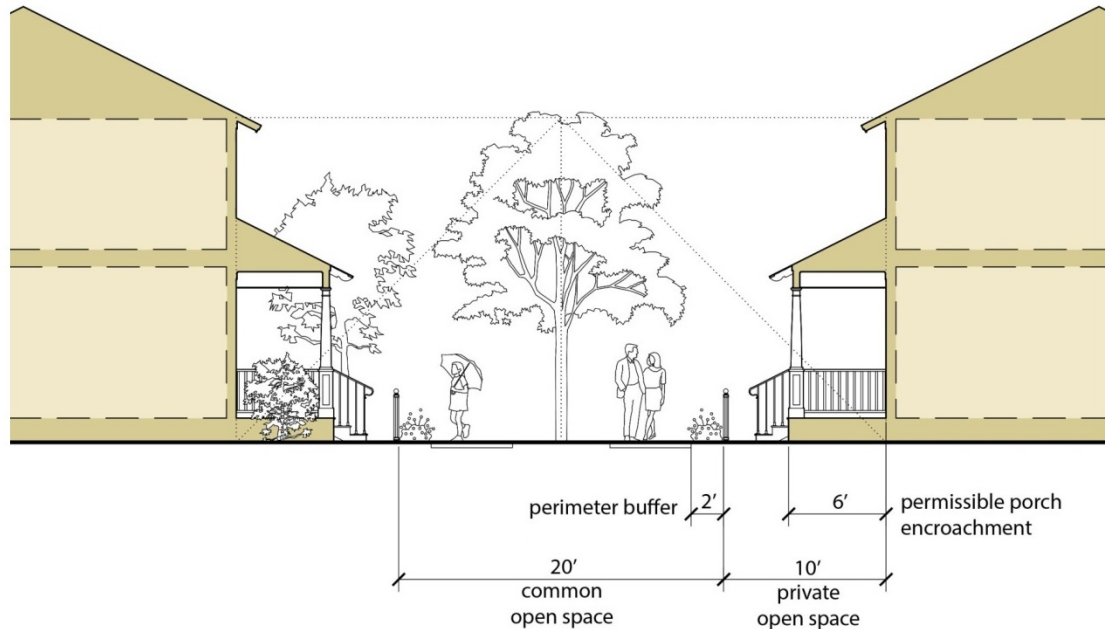 perimeter buffer
2’
6’
permissible porch
encroachment
20’
common
open space
10’
private
open space